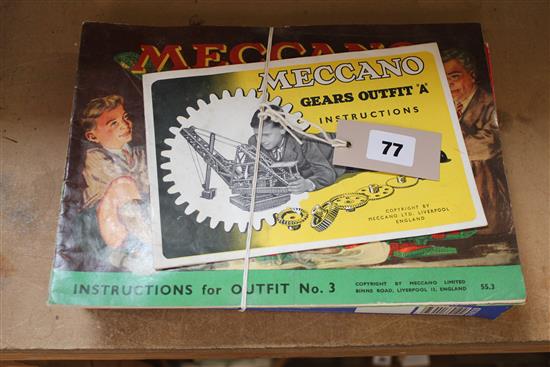 MECCANO
MECCANO
GEARS OUTFIT 'A'
INSTRUCTIONS
77
COPYRIGHT BY
MECCANO LTD. LIVERPOOL
ENGLAND
INSTRUCTIONS for OUTFIT No. 3
COPYRIGHT BY MECCANO LIMITED
BINNS ROAD, LIVERPOOL 13, ENGLAND
55.3